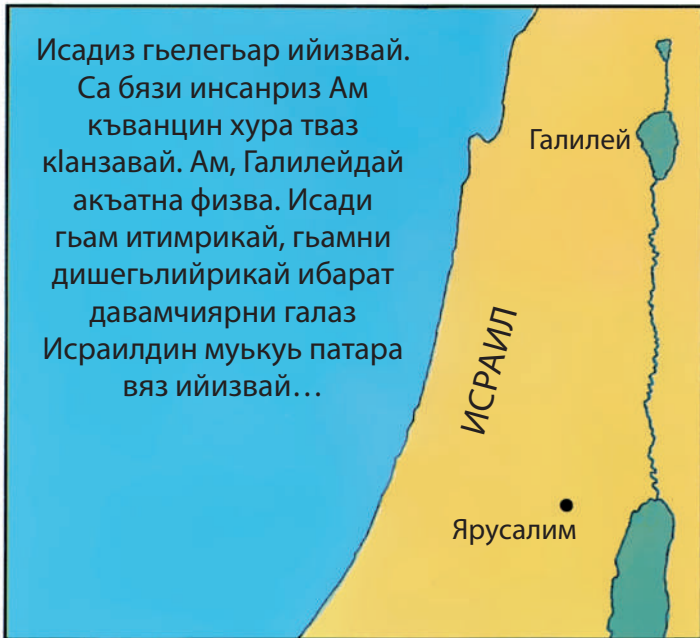 Исадиз гьелегьар ийизвай.
Са бязи инсанриз Ам
къванцин хура тваз
кӏанзавай. Ам, Галилейдай
акъатна физва. Исади
гьам итимрикай, гьамни
дишегьлийрикай ибарат
давамчиярни галаз
Исраилдин муькуь патара
вяз ийизвай…
Галилей
ИСРАИЛ
Ярусалим